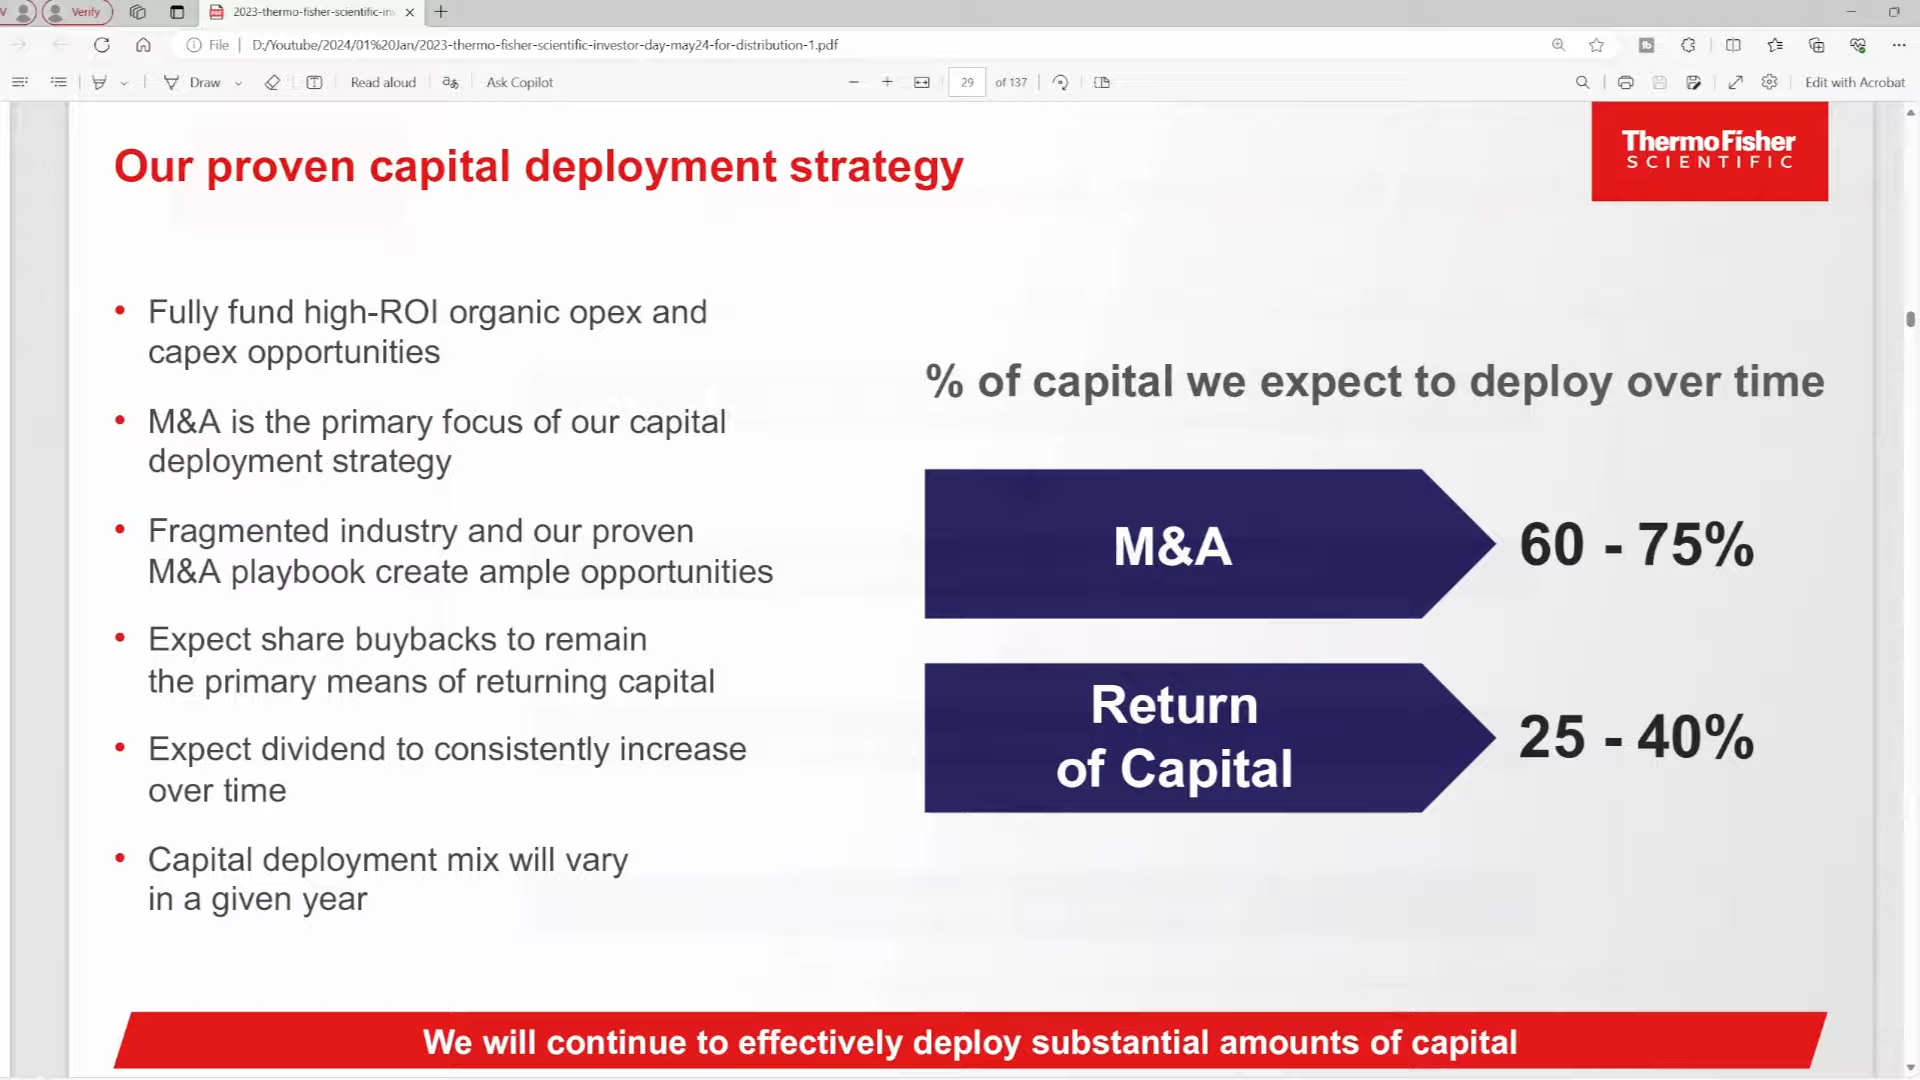 Verify
2023-thermo-fisher-scientific-in
File
D:/Youtube/2024/01%20Jan/2023-thermo-fisher-scientific-investor-day-may24-for-distribution-1.pdf
Draw
Read aloud
Ask Copilot
29
of 137
Edit with Acrobat
Our proven capital deployment strategy
ThermoFisher
SCIENTIFIC
• Fully fund high-ROI organic opex and
capex opportunities
• M&A is the primary focus of our capital
deployment strategy
• Fragmented industry and our proven
M&A playbook create ample opportunities
• Expect share buybacks to remain
the primary means of returning capital
• Expect dividend to consistently increase
over time
• Capital deployment mix will vary
in a given year
% of capital we expect to deploy over time
M&A
60 - 75%
Return
of Capital
25 - 40%
We will continue to effectively deploy substantial amounts of capital